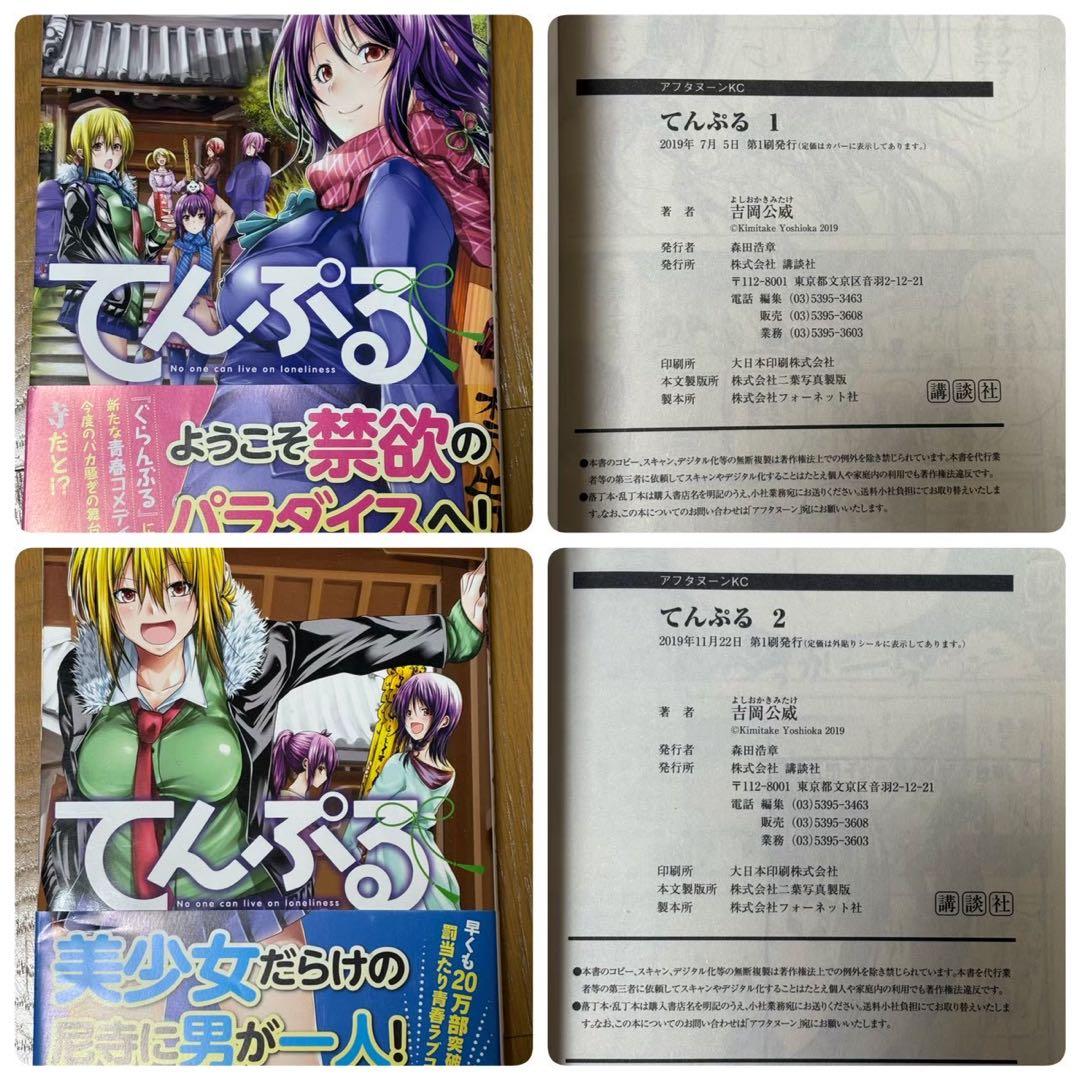 てんぷる
No one can live on loneliness
『ぐらんぶる』に
新たな青春コメデ
今度のバカ騒ぎの舞台
寺だと!?
ようこそ禁欲の
パラダイスへ!
アフタヌーンKC
てんぷる 1
2019年 7月 5日 第1刷発行(定価はカバーに表示してあります。)
よしおかきみたけ
著 者 吉岡公威
©Kimitake Yoshioka 2019
発行者 森田浩章
発行所 株式会社 講談社
〒112-8001 東京都文京区音羽2-12-21
電話 編集 (03)5395-3463
販売 (03)5395-3608
業務 (03)5395-3603
印刷所 大日本印刷株式会社
本文製版所 株式会社二葉写真製版
製本所 株式会社フォーネット社
講談社
●本書のコピー、スキャン、デジタル化等の無断複製は著作権法上での例外を除き禁じられています。本書を代行業
者等の第三者に依頼してスキャンやデジタル化することはたとえ個人や家庭内の利用でも著作権法違反です。
●落丁本・乱丁本は購入書店名を明記のうえ、小社業務宛にお送りください。送料小社負担にてお取り替えいたしま
す。なお、この本についてのお問い合わせは「アフタヌーン」宛にお願いいたします。
てんぷる
No one can live on loneliness
早くも20万部突破
罰当たり青春ラブコ
美少女だらけの
尼寺に男が一人!
アフタヌーンKC
てんぷる 2
2019年11月22日 第1刷発行(定価は外貼りシールに表示してあります。)
よしおかきみたけ
著 者 吉岡公威
©Kimitake Yoshioka 2019
発行者 森田浩章
発行所 株式会社 講談社
〒112-8001 東京都文京区音羽2-12-21
電話 編集 (03)5395-3463
販売 (03)5395-3608
業務 (03)5395-3603
印刷所 大日本印刷株式会社
本文製版所 株式会社二葉写真製版
製本所 株式会社フォーネット社
講談社
●本書のコピー、スキャン、デジタル化等の無断複製は著作権法上での例外を除き禁じられています。本書を代行業
者等の第三者に依頼してスキャンやデジタル化することはたとえ個人や家庭内の利用でも著作権法違反です。
●落丁本・乱丁本は購入書店名を明記のうえ、小社業務宛にお送りください。送料小社負担にてお取り替えいたしま
す。なお、この本についてのお問い合わせは「アフタヌーン」宛にお願いいたします。